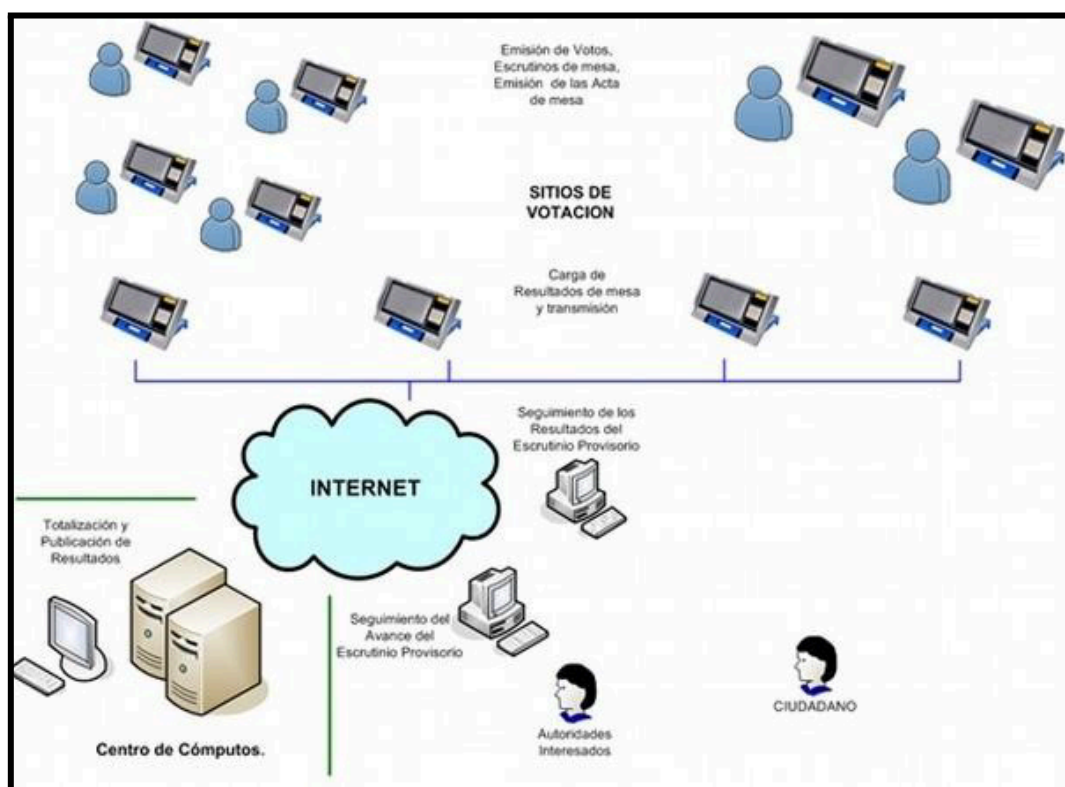 Emisión de Votos,
Escrutinos de mesa,
Emisión de las Acta
de mesa
SITIOS DE
VOTACION
Carga de
Resultados de mesa
y transmisión
Seguimiento de los
Resultados del
Escrutinio Provisorio
INTERNET
Totalización y
Publicación de
Resultados
Seguimiento del
Avance del
Escrutinio Provisorio
CIUDADANO
Autoridades
Interesados
Centro de Cómputos.